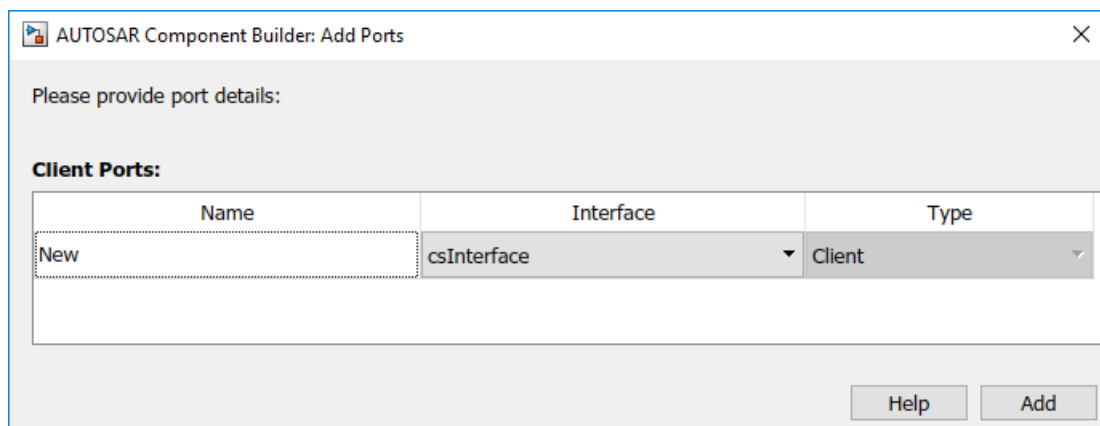 AUTOSAR Component Builder: Add Ports
Please provide port details:
Client Ports:
Name Interface Type
New csInterface Client
Help Add